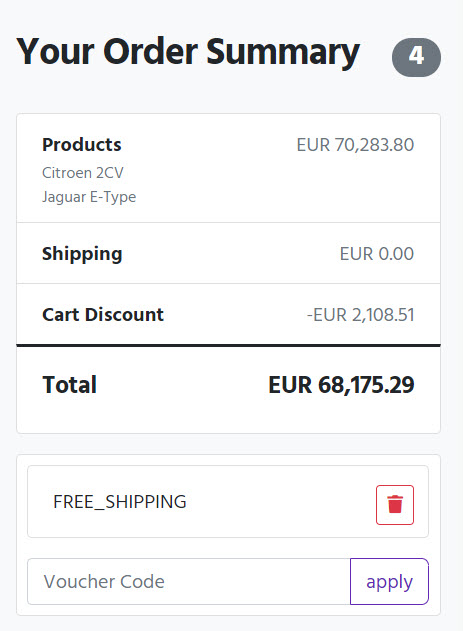 Your Order Summary 4
Products EUR 70,283.80
Citroen 2CV
Jaguar E-Type
Shipping EUR 0.00
Cart Discount -EUR 2,108.51
Total EUR 68,175.29
FREE_SHIPPING
Voucher Code apply